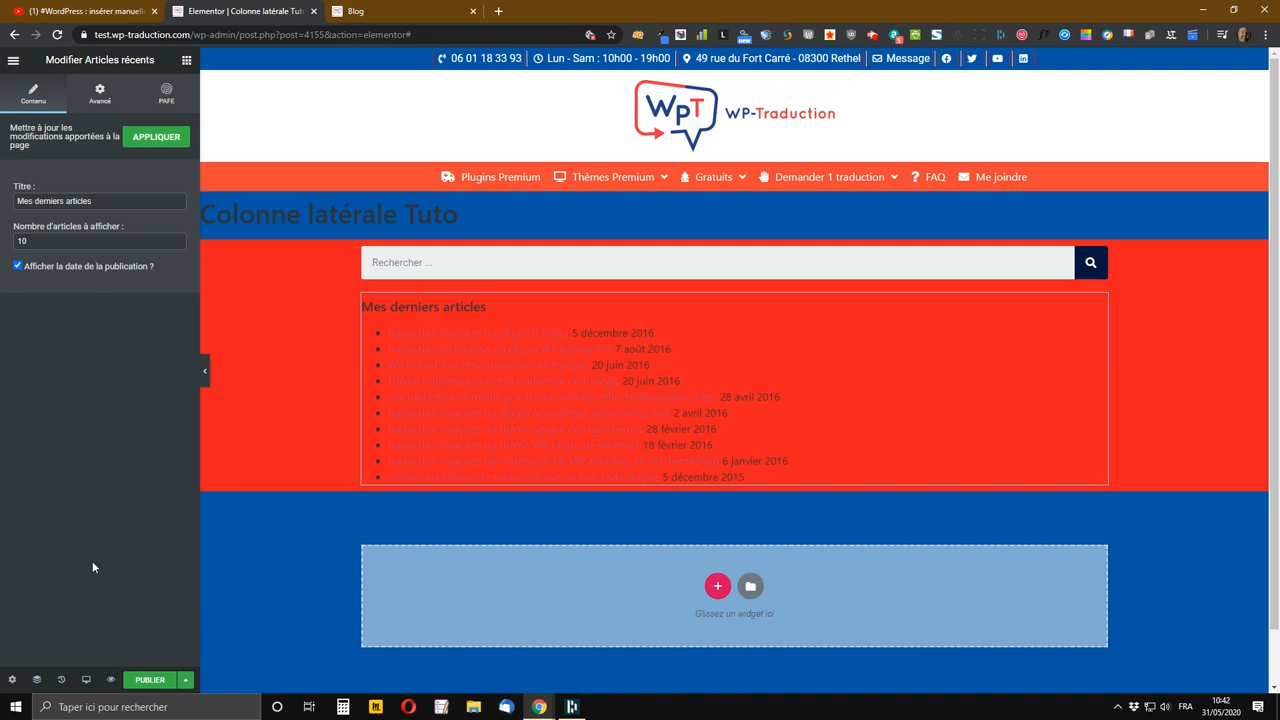 (1) #WordPress : Insérer manuelle
Colonne latérale Tuto
Blog
test.wp-traduction.com/wp-admin/post.php?post=4155&action=elementor#
Modifier Mes derniers articles
Contenu
Avancé
PAFE
Mettre à jour les modifications apportées à la page
APPLIQUER
Titre :
Mes derniers articles
Nombre d'articles à afficher :
10
Afficher la date de la publication ?
PUBLIER
06 01 18 33 93
Lun - Sam : 10h00 - 19h00
49 rue du Fort Carré - 08300 Rethel
Message
WpT WP-Traduction
Plugins Premium
Thèmes Premium
Gratuits
Demander 1 traduction
FAQ
Me joindre
Colonne latérale Tuto
Rechercher ...
Mes derniers articles
5 décembre 2016
7 août 2016
20 juin 2016
20 juin 2016
28 avril 2016
2 avril 2016
28 février 2016
18 février 2016
6 janvier 2016
5 décembre 2015
Glissez un widget ici
Taper ici pour rechercher
FRA
10:42
31/05/2020